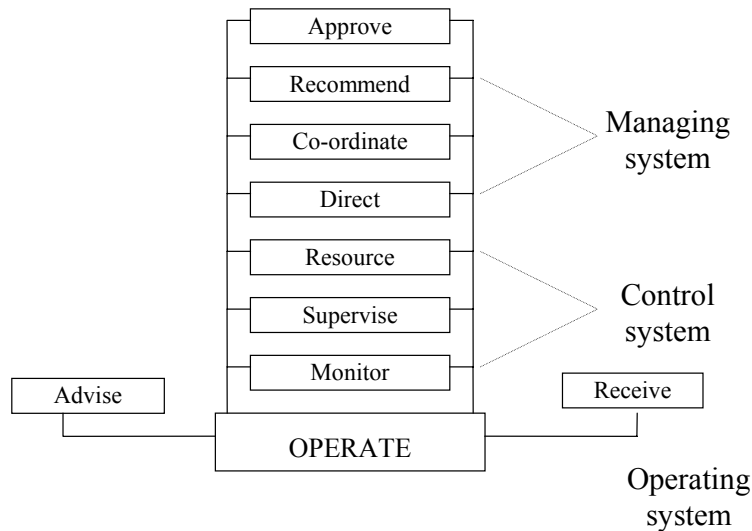 Approve
Recommend
Managing
system
Co-ordinate
Direct
Resource
Control
system
Supervise
Monitor
Advise
Receive
OPERATE
Operating
system